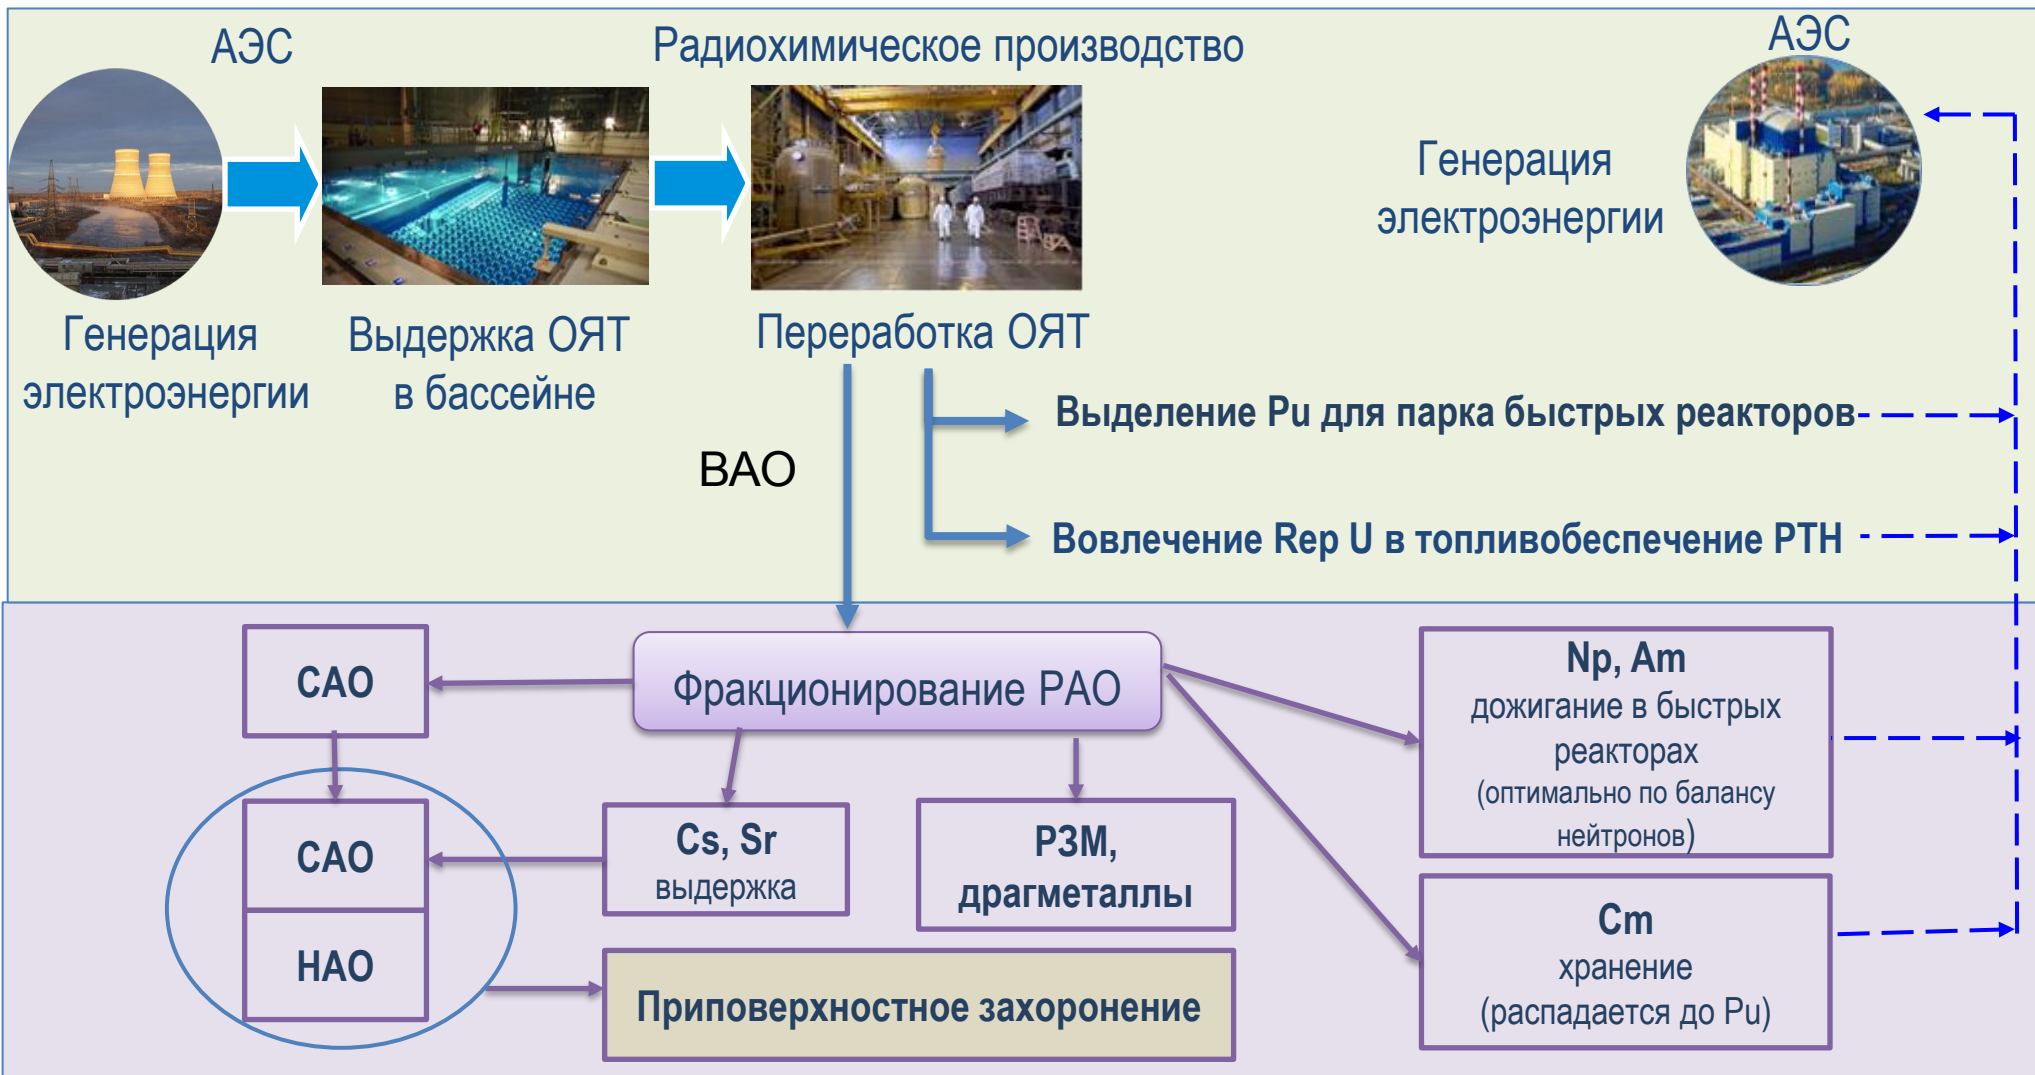 АЭС
Радиохимическое производство
АЭС
Генерация
электроэнергии
Генерация
электроэнергии
Выдержка ОЯТ
в бассейне
Переработка ОЯТ
Выделение Pu для парка быстрых реакторов
ВАО
Вовлечение Rep U в топливобеспечение РТН
САО
Фракционирование РАО
Np, Am
дожигание в быстрых
реакторах
(оптимально по балансу
нейтронов)
САО
Cs, Sr
выдержка
РЗМ,
драгметаллы
НАО
Cm
хранение
(распадается до Pu)
Приповерхностное захоронение